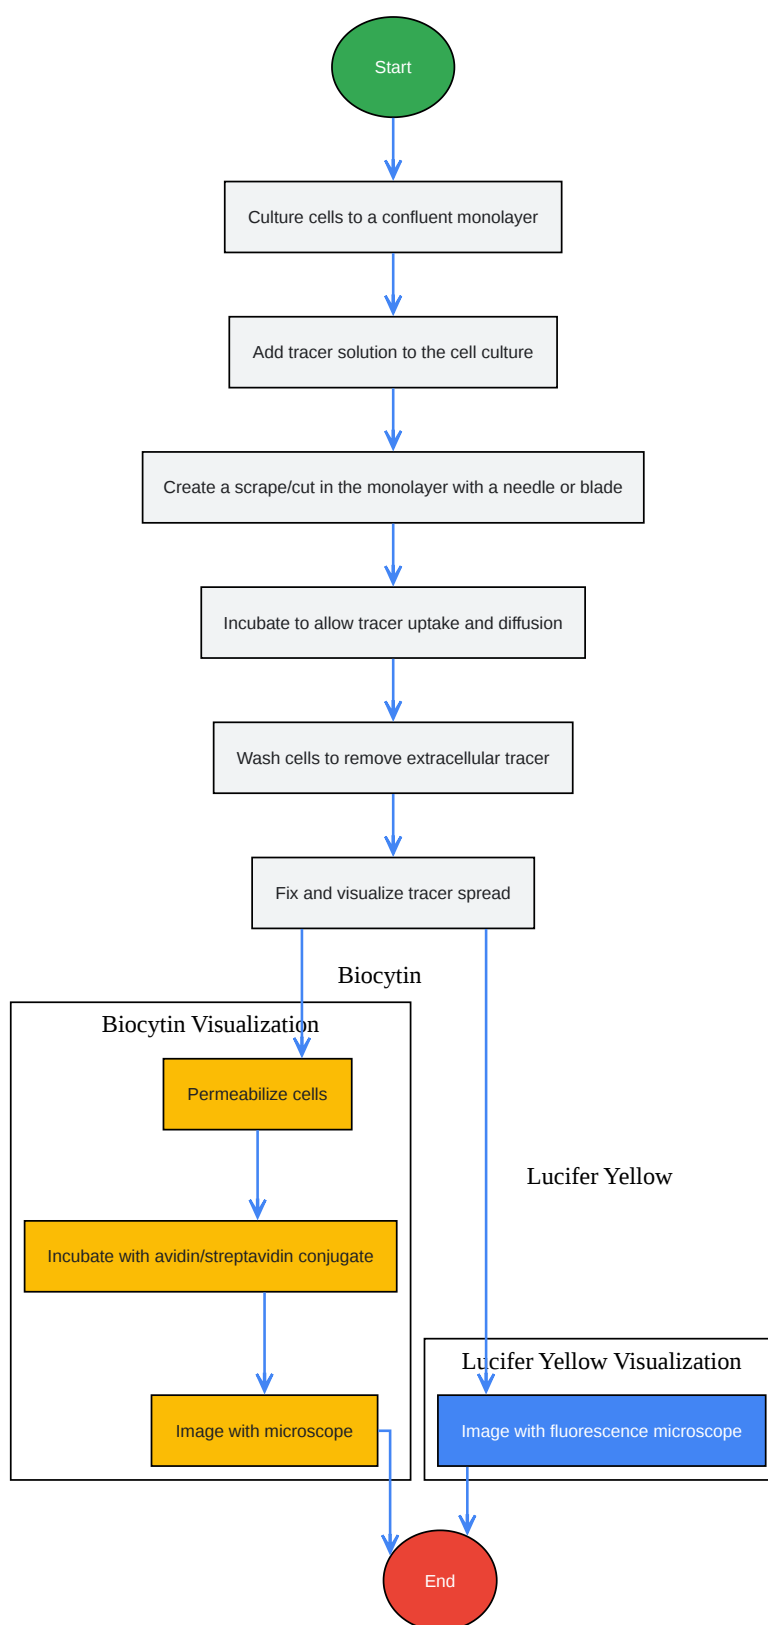 Start
Culture cells to a confluent monolayer
Add tracer solution to the cell culture
Create a scrape/cut in the monolayer with a needle or blade
Incubate to allow tracer uptake and diffusion
Wash cells to remove extracellular tracer
Fix and visualize tracer spread
Biocytin
Biocytin Visualization
Permeabilize cells
Lucifer Yellow
Incubate with avidin/streptavidin conjugate
Lucifer Yellow Visualization
Image with microscope
Image with fluorescence microscope
End